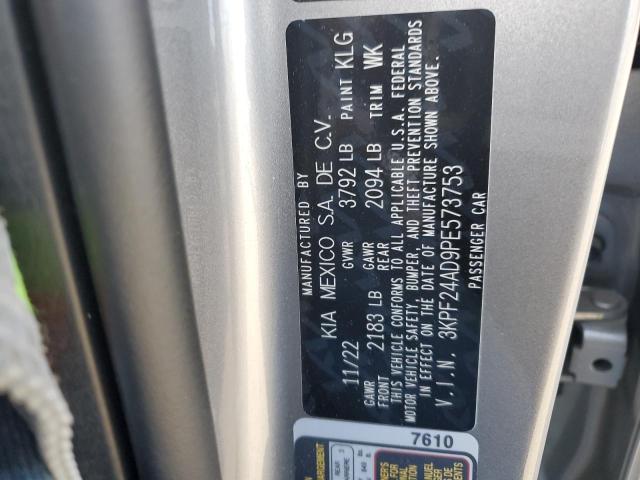 MANUFACTURED BY
KIA MEXICO S.A. DE C.V.
11/22 GVWR 3792 LB PAINT KLG
GAWR FRONT 2183 LB GAWR REAR 2094 LB TRIM WK
THIS VEHICLE CONFORMS TO ALL APPLICABLE U.S.A. FEDERAL
MOTOR VEHICLE SAFETY, BUMPER, AND THEFT PREVENTION STANDARDS
IN EFFECT ON THE DATE OF MANUFACTURE SHOWN ABOVE.
V.I.N. 3KPF24AD9PE573753
PASSENGER CAR
7610
REAR